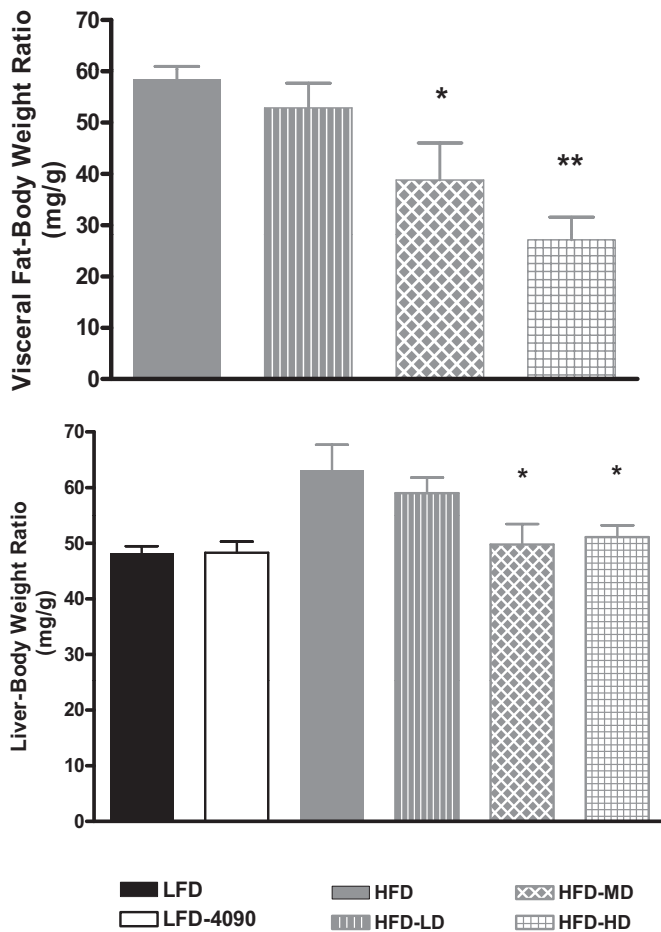 Visceral Fat-Body Weight Ratio
(mg/g)
70
60
50
40
30
20
10
0
*
**
Liver-Body Weight Ratio
(mg/g)
70
60
50
40
30
20
10
0
*
*
LFD
HFD
HFD-MD
LFD-4090
HFD-LD
HFD-HD